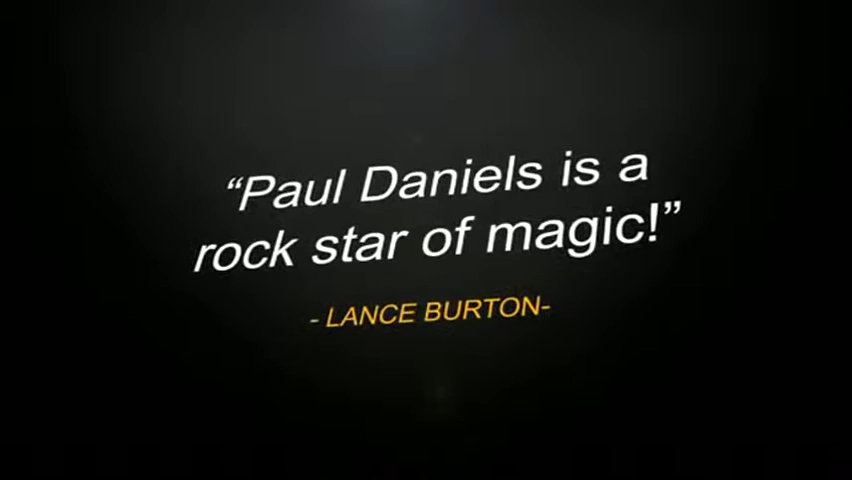 “Paul Daniels is a
rock star of magic!”
- LANCE BURTON-